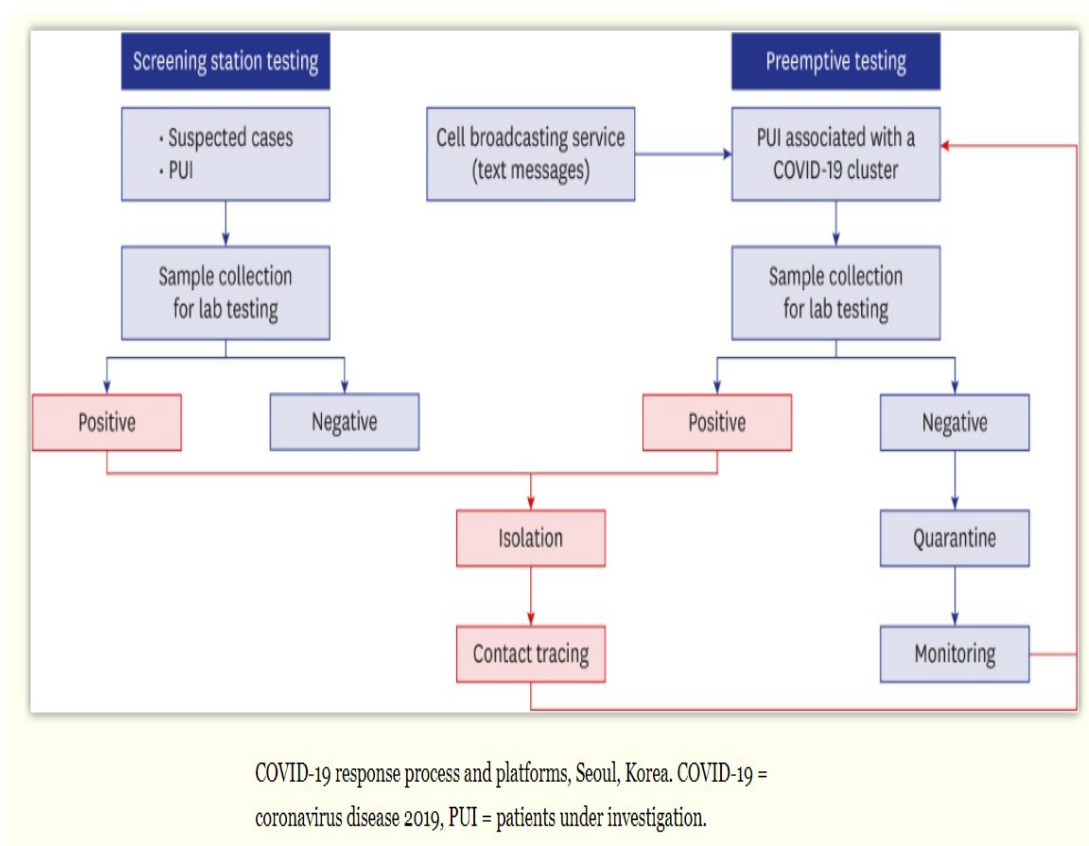 Screening station testing
Preemptive testing
• Suspected cases
• PUI
Cell broadcasting service
(text messages)
PUI associated with a
COVID-19 cluster
Sample collection
for lab testing
Sample collection
for lab testing
Positive
Negative
Positive
Negative
Isolation
Quarantine
Contact tracing
Monitoring
COVID-19 response process and platforms, Seoul, Korea. COVID-19 =
coronavirus disease 2019, PUI = patients under investigation.